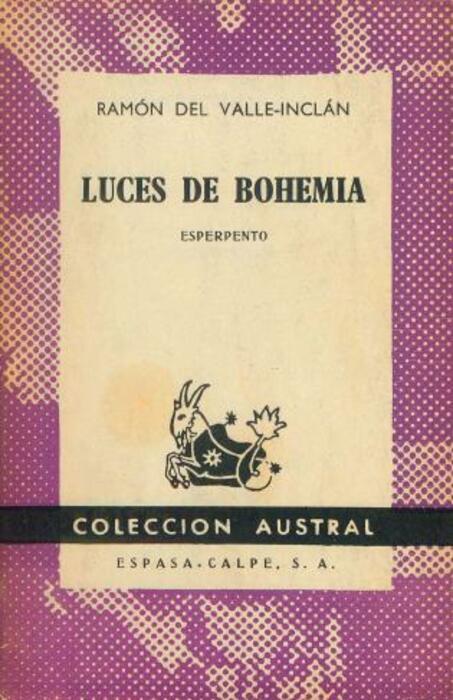 RAMÓN DEL VALLE-INCLÁN
LUCES DE BOHEMIA
ESPERPENTO
COLECCION AUSTRAL
ESPASA-CALPE, S. A.